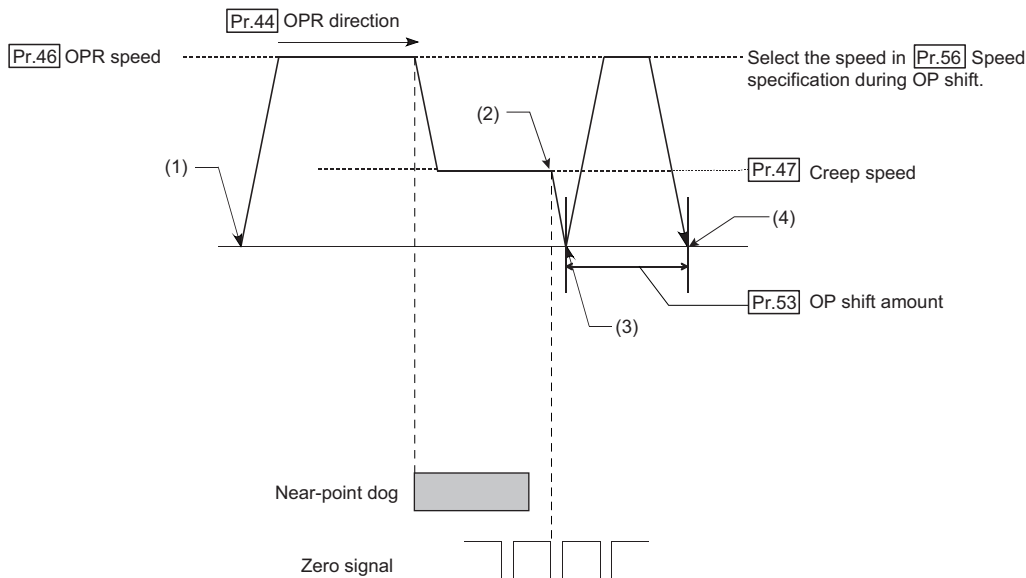 Pr.44 OPR direction
Pr.46 OPR speed
Select the speed in Pr.56 Speed
specification during OP shift.
(2)
(1)
Pr.47 Creep speed
(4)
Pr.53 OP shift amount
(3)
Near-point dog
Zero signal